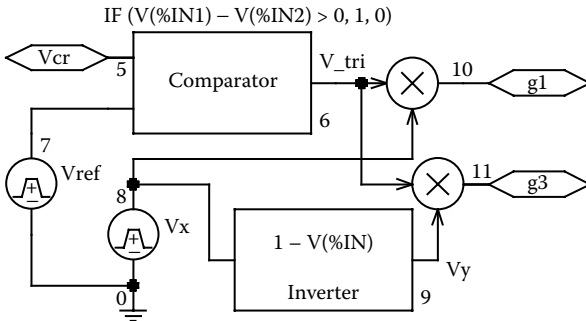 IF (V(%IN1) – V(%IN2) > 0, 1, 0)
Vcr
5
Comparator
V_tri
10
g1
6
7
Vref
8
Vx
11
g3
1 – V(%IN)
Inverter
Vy
9
0